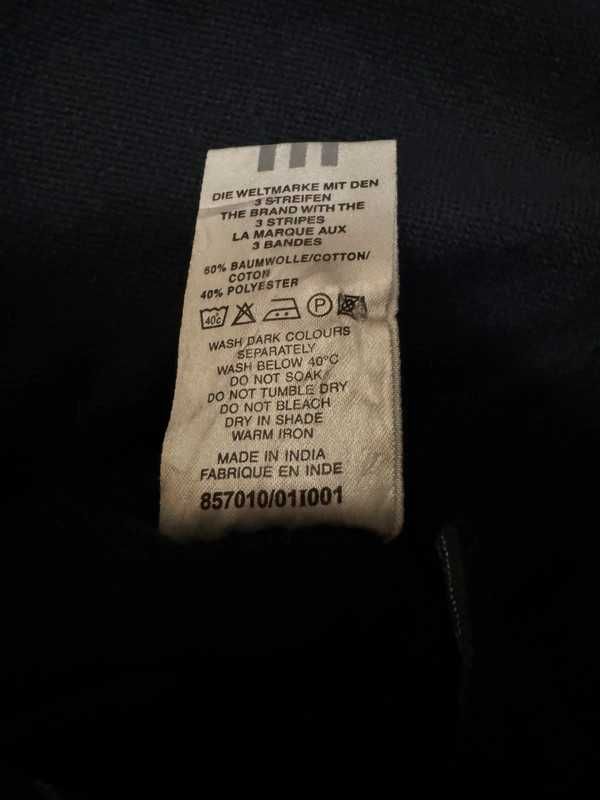 DIE WELTMARKE MIT DEN
3 STREIFEN
THE BRAND WITH THE
3 STRIPES
LA MARQUE AUX
3 BANDES
60% BAUMWOLLE/COTTON/
COTON
40% POLYESTER
40c P
WASH DARK COLOURS
SEPARATELY
WASH BELOW 40°C
DO NOT SOAK
DO NOT TUMBLE DRY
DO NOT BLEACH
DRY IN SHADE
WARM IRON
MADE IN INDIA
FABRIQUE EN INDE
857010/01I001